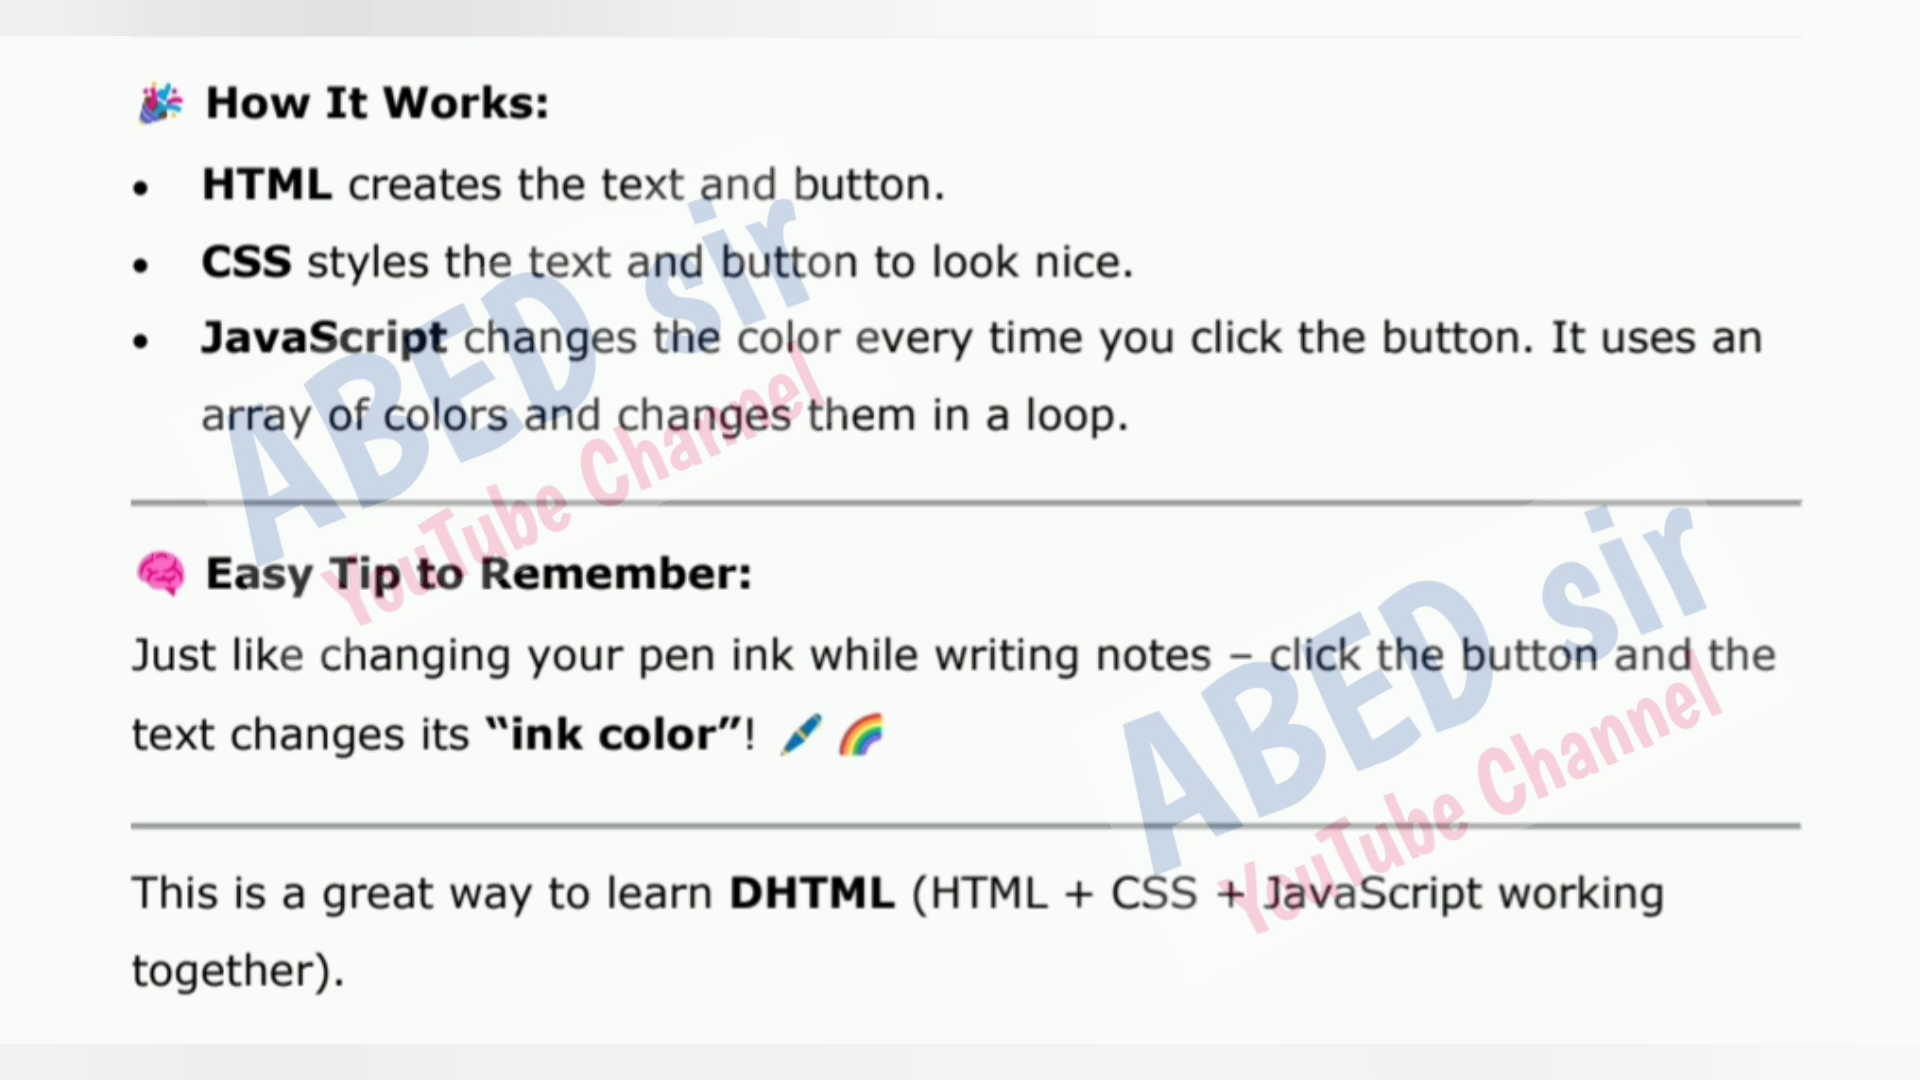 🎉 How It Works:
• HTML creates the text and button.
• CSS styles the text and button to look nice.
• JavaScript changes the color every time you click the button. It uses an
array of colors and changes them in a loop.
🧠 Easy Tip to Remember:
Just like changing your pen ink while writing notes – click the button and the
text changes its “ink color”! 🖊️ 🌈
This is a great way to learn DHTML (HTML + CSS + JavaScript working
together).
ABED sir
YouTube Channel
ABED sir
YouTube Channel